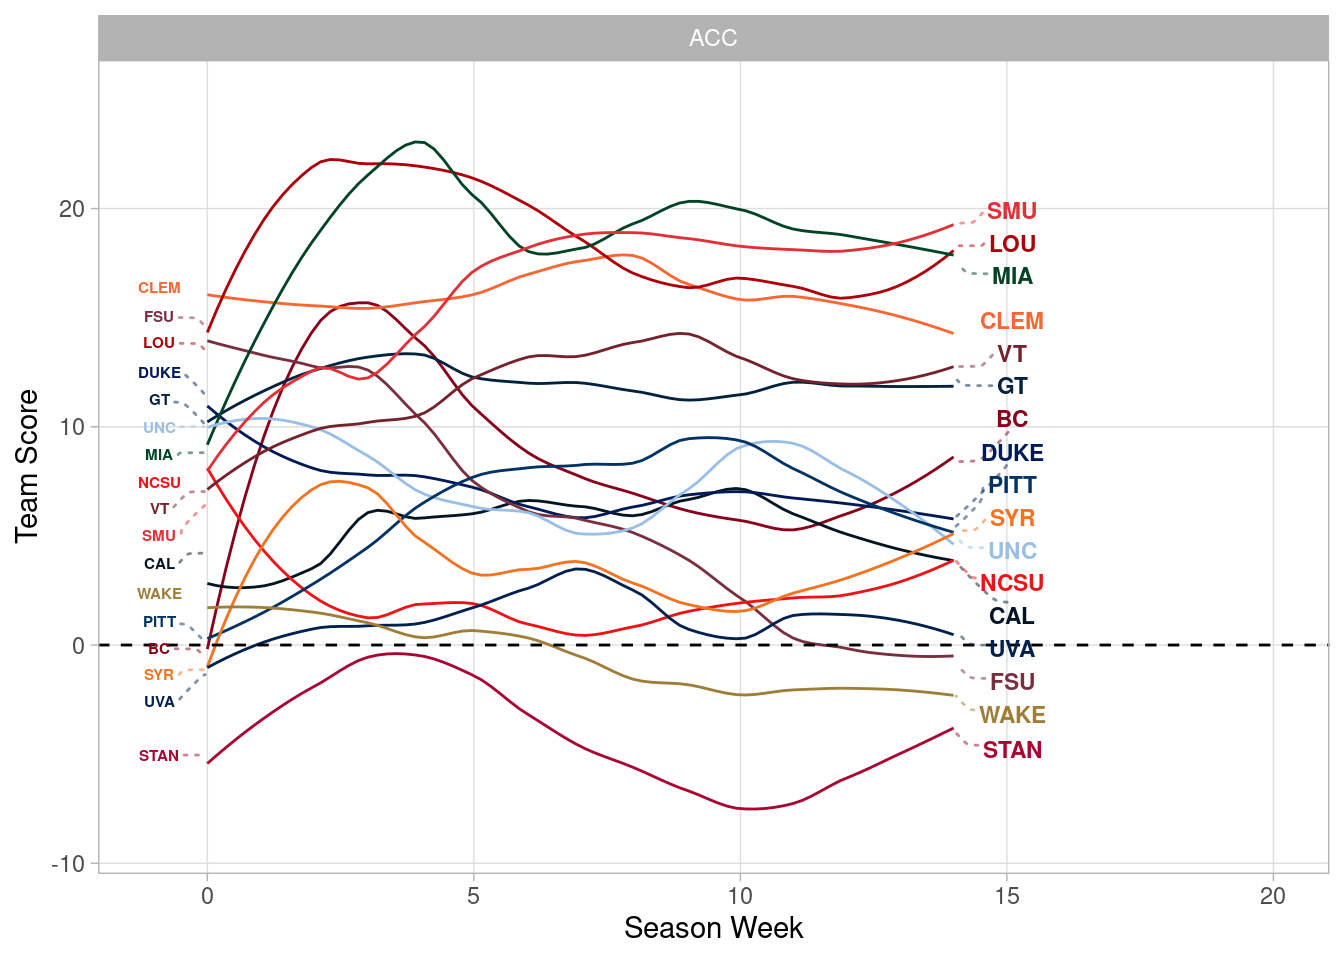 ACC
Team Score
20
10
0
-10
CLEM
FSU
LOU
DUKE
GT
UNC
MIA
NCSU
VT
SMU
CAL
WAKE
PITT
BC
SYR
UVA
STAN
SMU
LOU
MIA
CLEM
VT
GT
BC
DUKE
PITT
SYR
UNC
NCSU
CAL
UVA
FSU
WAKE
STAN
0 5 10 15 20
Season Week